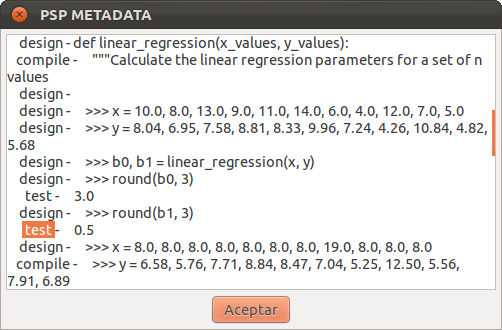 PSP METADATA
design - def linear_regression(x_values, y_values):
compile - """Calculate the linear regression parameters for a set of n
values
design -
design - >>> x = 10.0, 8.0, 13.0, 9.0, 11.0, 14.0, 6.0, 4.0, 12.0, 7.0, 5.0
design - >>> y = 8.04, 6.95, 7.58, 8.81, 8.33, 9.96, 7.24, 4.26, 10.84, 4.82,
5.68
design - >>> b0, b1 = linear_regression(x, y)
design - >>> round(b0, 3)
test - 3.0
design - >>> round(b1, 3)
test - 0.5
design - >>> x = 8.0, 8.0, 8.0, 8.0, 8.0, 8.0, 8.0, 19.0, 8.0, 8.0, 8.0
compile - >>> y = 6.58, 5.76, 7.71, 8.84, 8.47, 7.04, 5.25, 12.50, 5.56,
7.91, 6.89
Aceptar